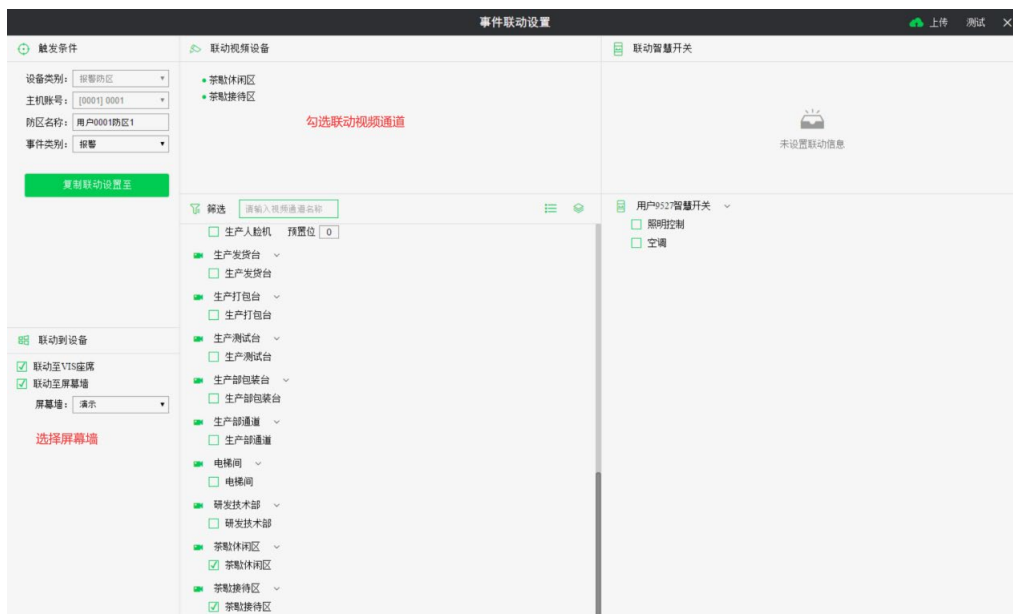 事件联动设置
上传 测试
触发条件
设备类别： 报警防区
主机账号： [0001] 0001
防区名称： 用户0001防区1
事件类别： 报警
复制联动设置至
联动到设备
联动至VIS座席
联动至屏幕墙
屏幕墙： 演示
选择屏幕墙
联动视频设备
茶歇休闲区
茶歇接待区
勾选联动视频通道
筛选 请输入视频通道名称
生产人脸机 预置位 0
生产发货台
生产发货台
生产打包台
生产打包台
生产测试台
生产测试台
生产部包装台
生产部包装台
生产部通道
生产部通道
电梯间
电梯间
研发技术部
研发技术部
茶歇休闲区
茶歇休闲区
茶歇接待区
茶歇接待区
联动智慧开关
未设置联动信息
用户9527智慧开关
照明控制
空调